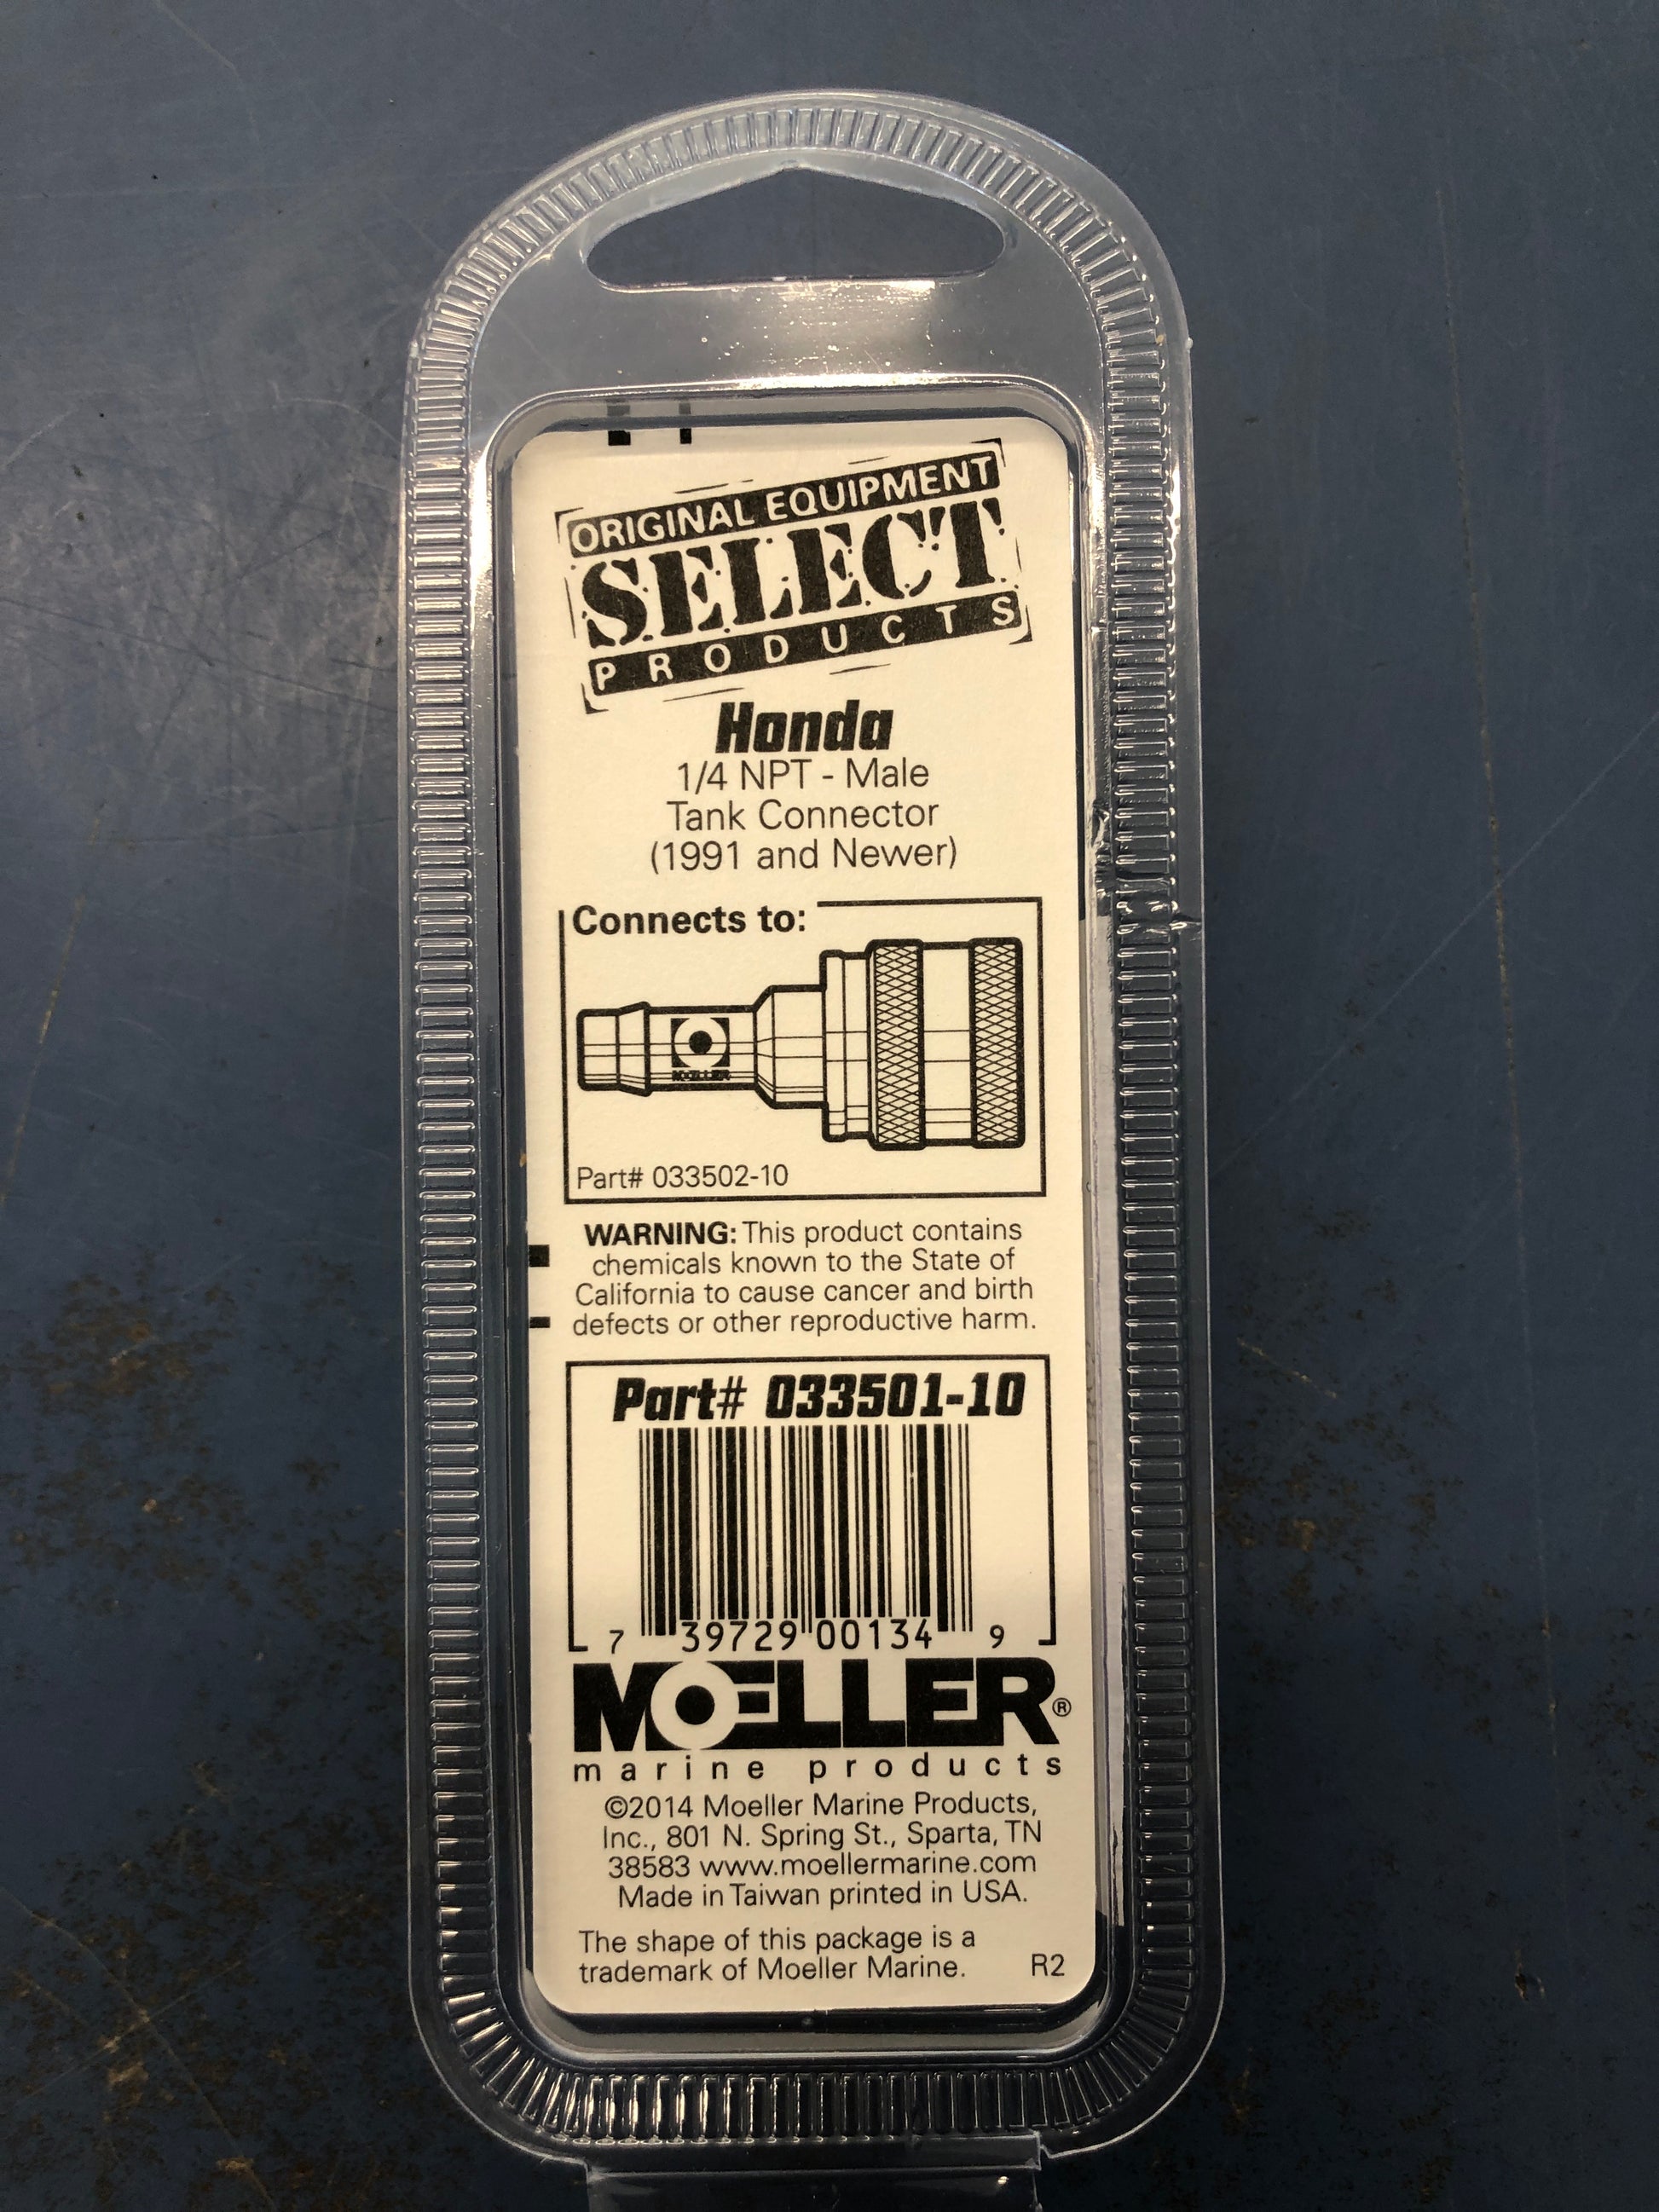 ORIGINAL EQUIPMENT
SELECT
PRODUCTS
Honda
1/4 NPT - Male
Tank Connector
(1991 and Newer)
Connects to:
MOELLER
Part# 033502-10
WARNING: This product contains
chemicals known to the State of
California to cause cancer and birth
defects or other reproductive harm.
Part# 033501-10
7 39729 00134 9
MOELLER®
marine products
©2014 Moeller Marine Products,
Inc., 801 N. Spring St., Sparta, TN
38583 www.moellermarine.com
Made in Taiwan printed in USA.
The shape of this package is a
trademark of Moeller Marine. R2